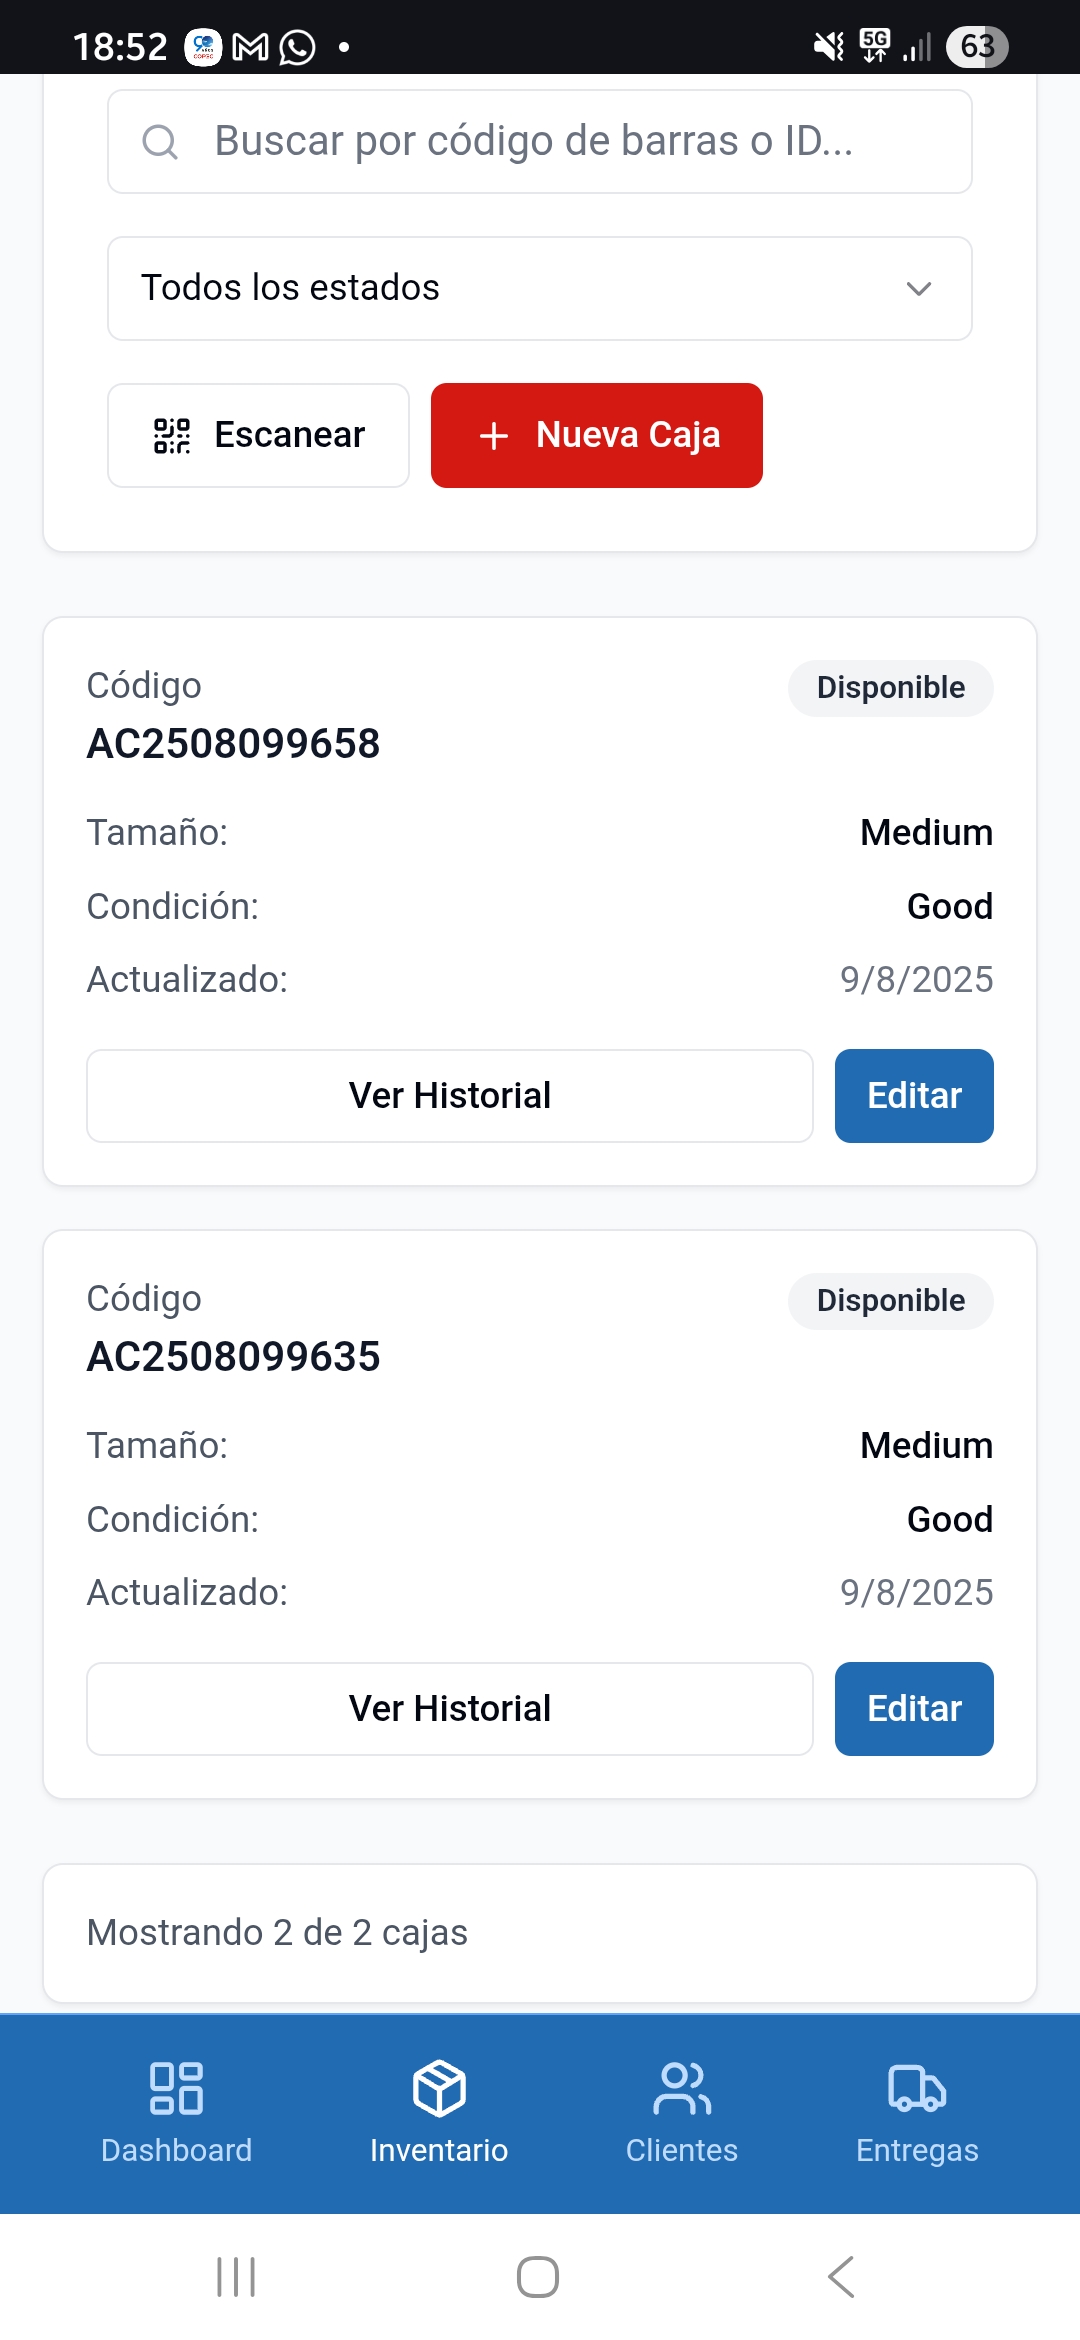 18:52
5G
63
Buscar por código de barras o ID...
Todos los estados
Escanear
Nueva Caja
Código
Disponible
AC2508099658
Tamaño:
Medium
Condición:
Good
Actualizado:
9/8/2025
Ver Historial
Editar
Código
Disponible
AC2508099635
Tamaño:
Medium
Condición:
Good
Actualizado:
9/8/2025
Ver Historial
Editar
Mostrando 2 de 2 cajas
Dashboard
Inventario
Clientes
Entregas